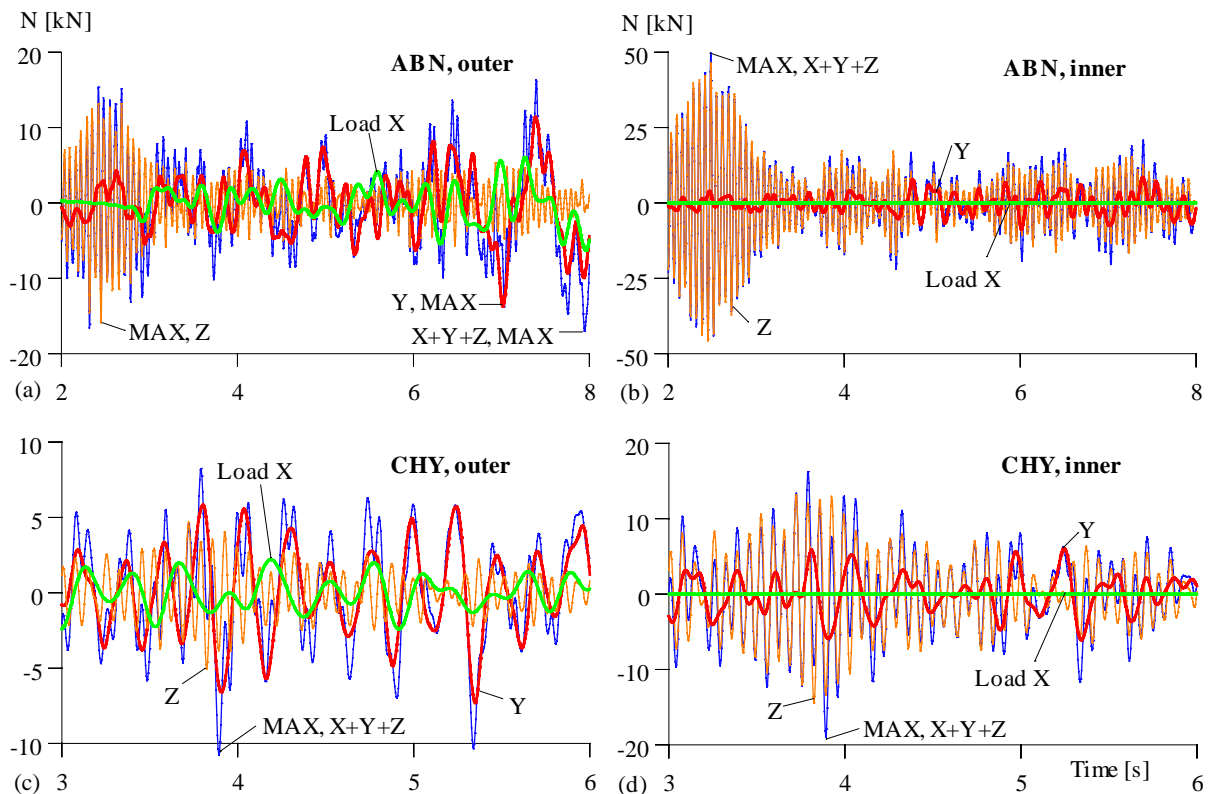 N [kN]
20
10
0
-10
-20
ABN, outer
Load X
Y, MAX
MAX, Z
X+Y+Z, MAX
(a)
2
4
6
8
N [kN]
50
25
0
-25
-50
MAX, X+Y+Z
ABN, inner
Y
Load X
Z
(b)
2
4
6
8
10
5
0
-5
-10
CHY, outer
Load X
Z
Y
MAX, X+Y+Z
(c)
3
4
5
6
20
10
0
-10
-20
CHY, inner
Y
Load X
Z
MAX, X+Y+Z
Time [s]
(d)
3
4
5
6